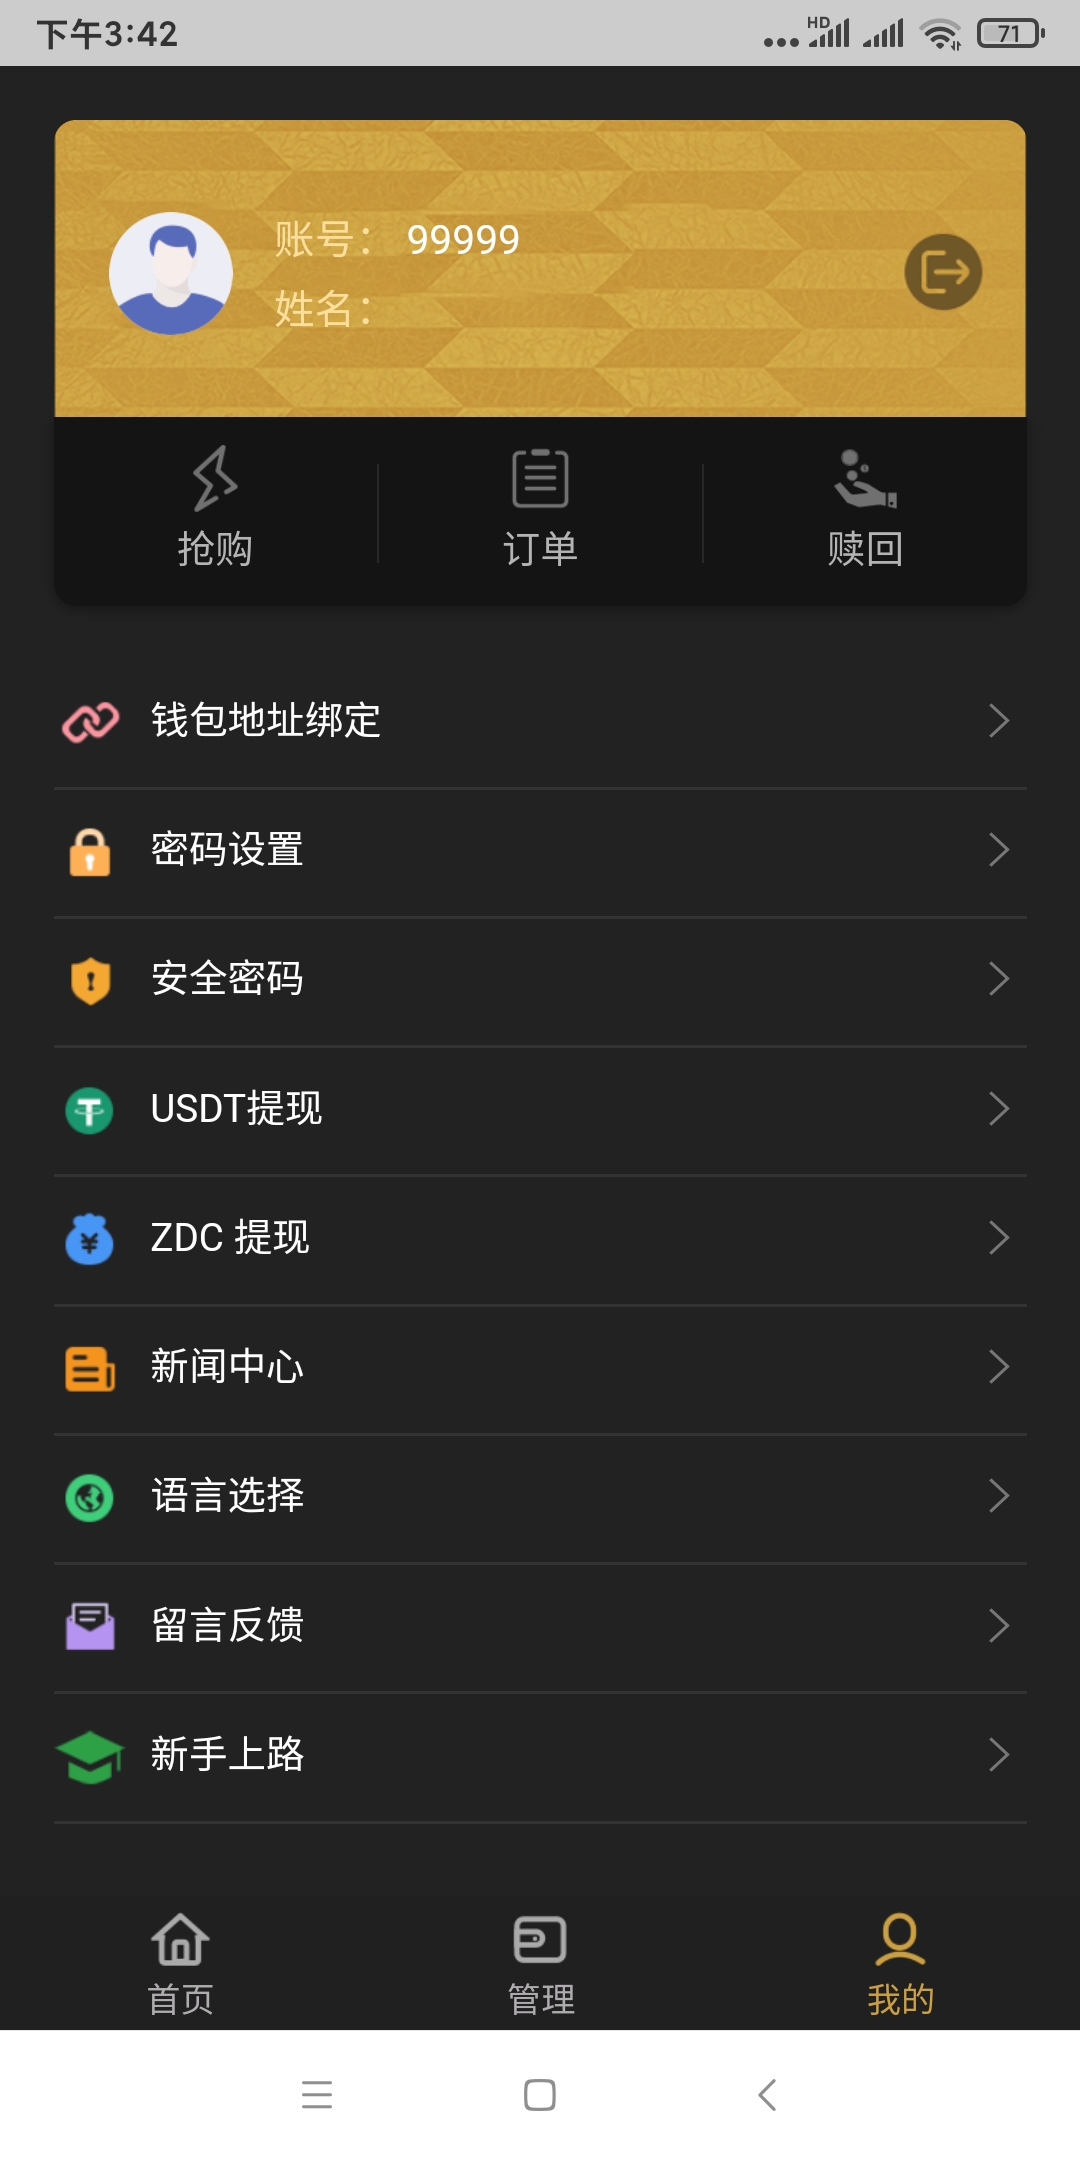 下午3:42
HD
71
账号： 99999
姓名：
抢购
订单
赎回
钱包地址绑定
密码设置
安全密码
USDT提现
ZDC 提现
新闻中心
语言选择
留言反馈
新手上路
首页
管理
我的